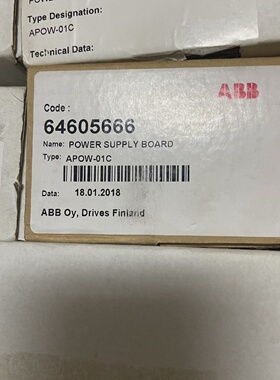 Type Designation:
APOW-01C
Technical Data:
ABB
Code :
64605666
Name: POWER SUPPLY BOARD
Type: APOW-01C
Data: 18.01.2018
ABB Oy, Drives Finland